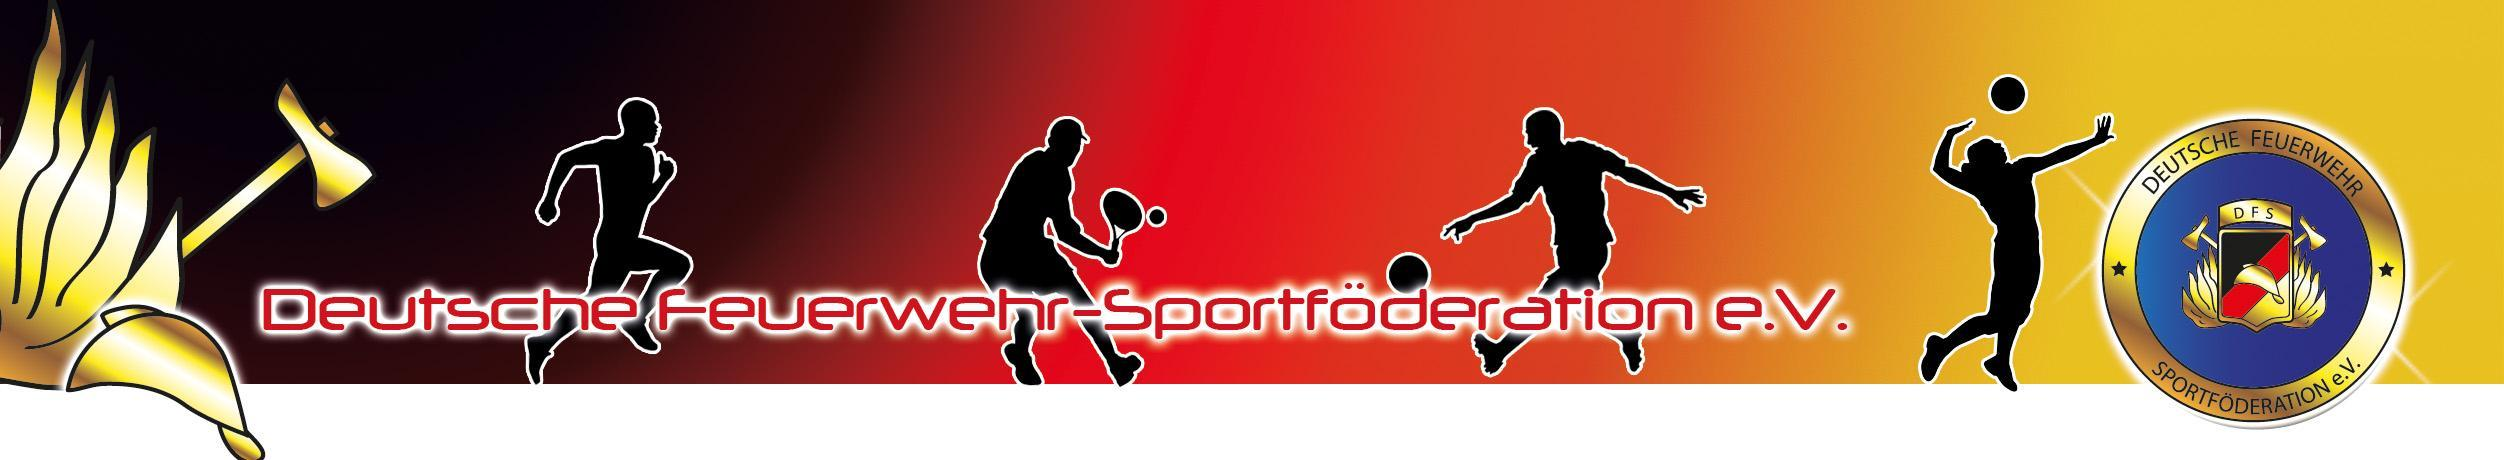 Deutsche Feuerwehr-Sportföderation e.V.
DEUTSCHE FEUERWEHR
DFS
SPORTFÖDERATION e.V.